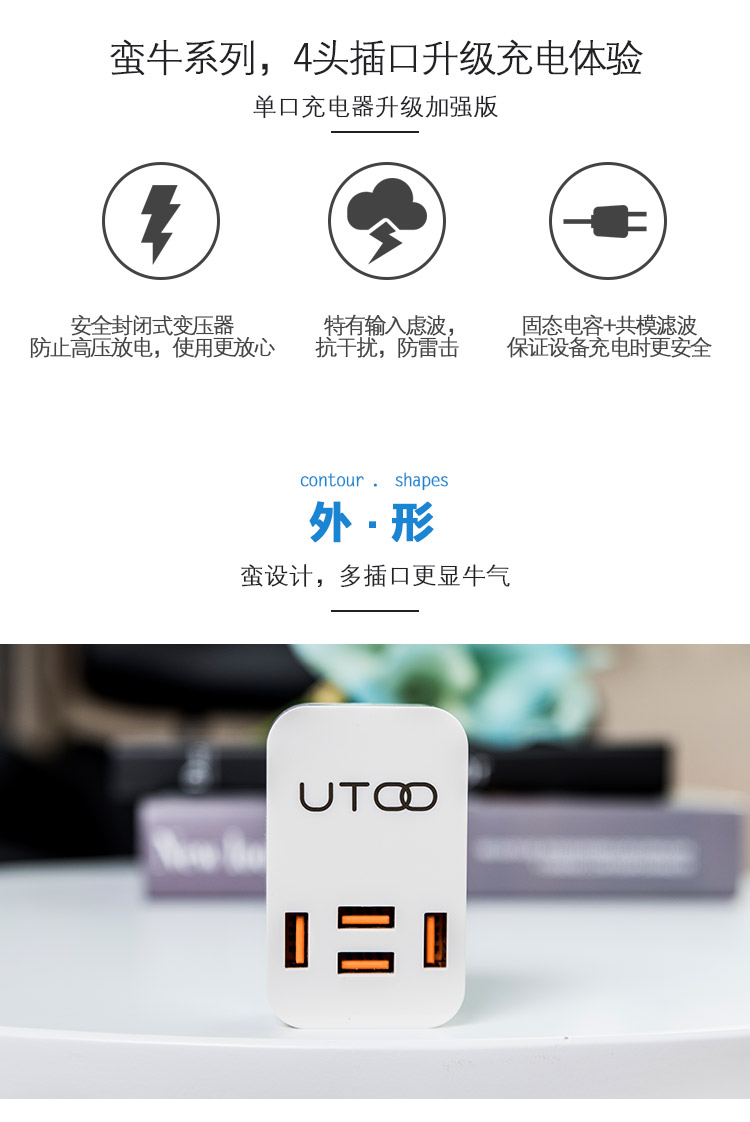 蛮牛系列，4头插口升级充电体验
单口充电器升级加强版
安全封闭式变压器
防止高压放电，使用更放心
特有输入虑波，
抗干扰，防雷击
固态电容+共模滤波
保证设备充电时更安全
contour . shapes
外·形
蛮设计，多插口更显牛气
UTOO